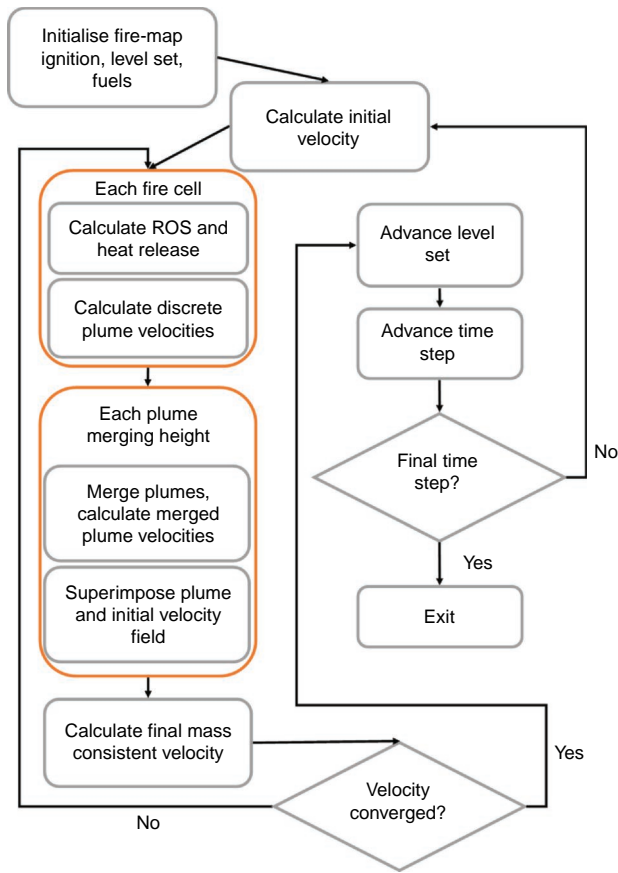 Initialise fire-map
ignition, level set,
fuels
Calculate initial
velocity
Each fire cell
Calculate ROS and
heat release
Calculate discrete
plume velocities
Each plume
merging height
Merge plumes,
calculate merged
plume velocities
Superimpose plume
and initial velocity
field
Calculate final mass
consistent velocity
Velocity
converged?
No
Yes
Advance level
set
Advance time
step
Final time
step?
No
Yes
Exit